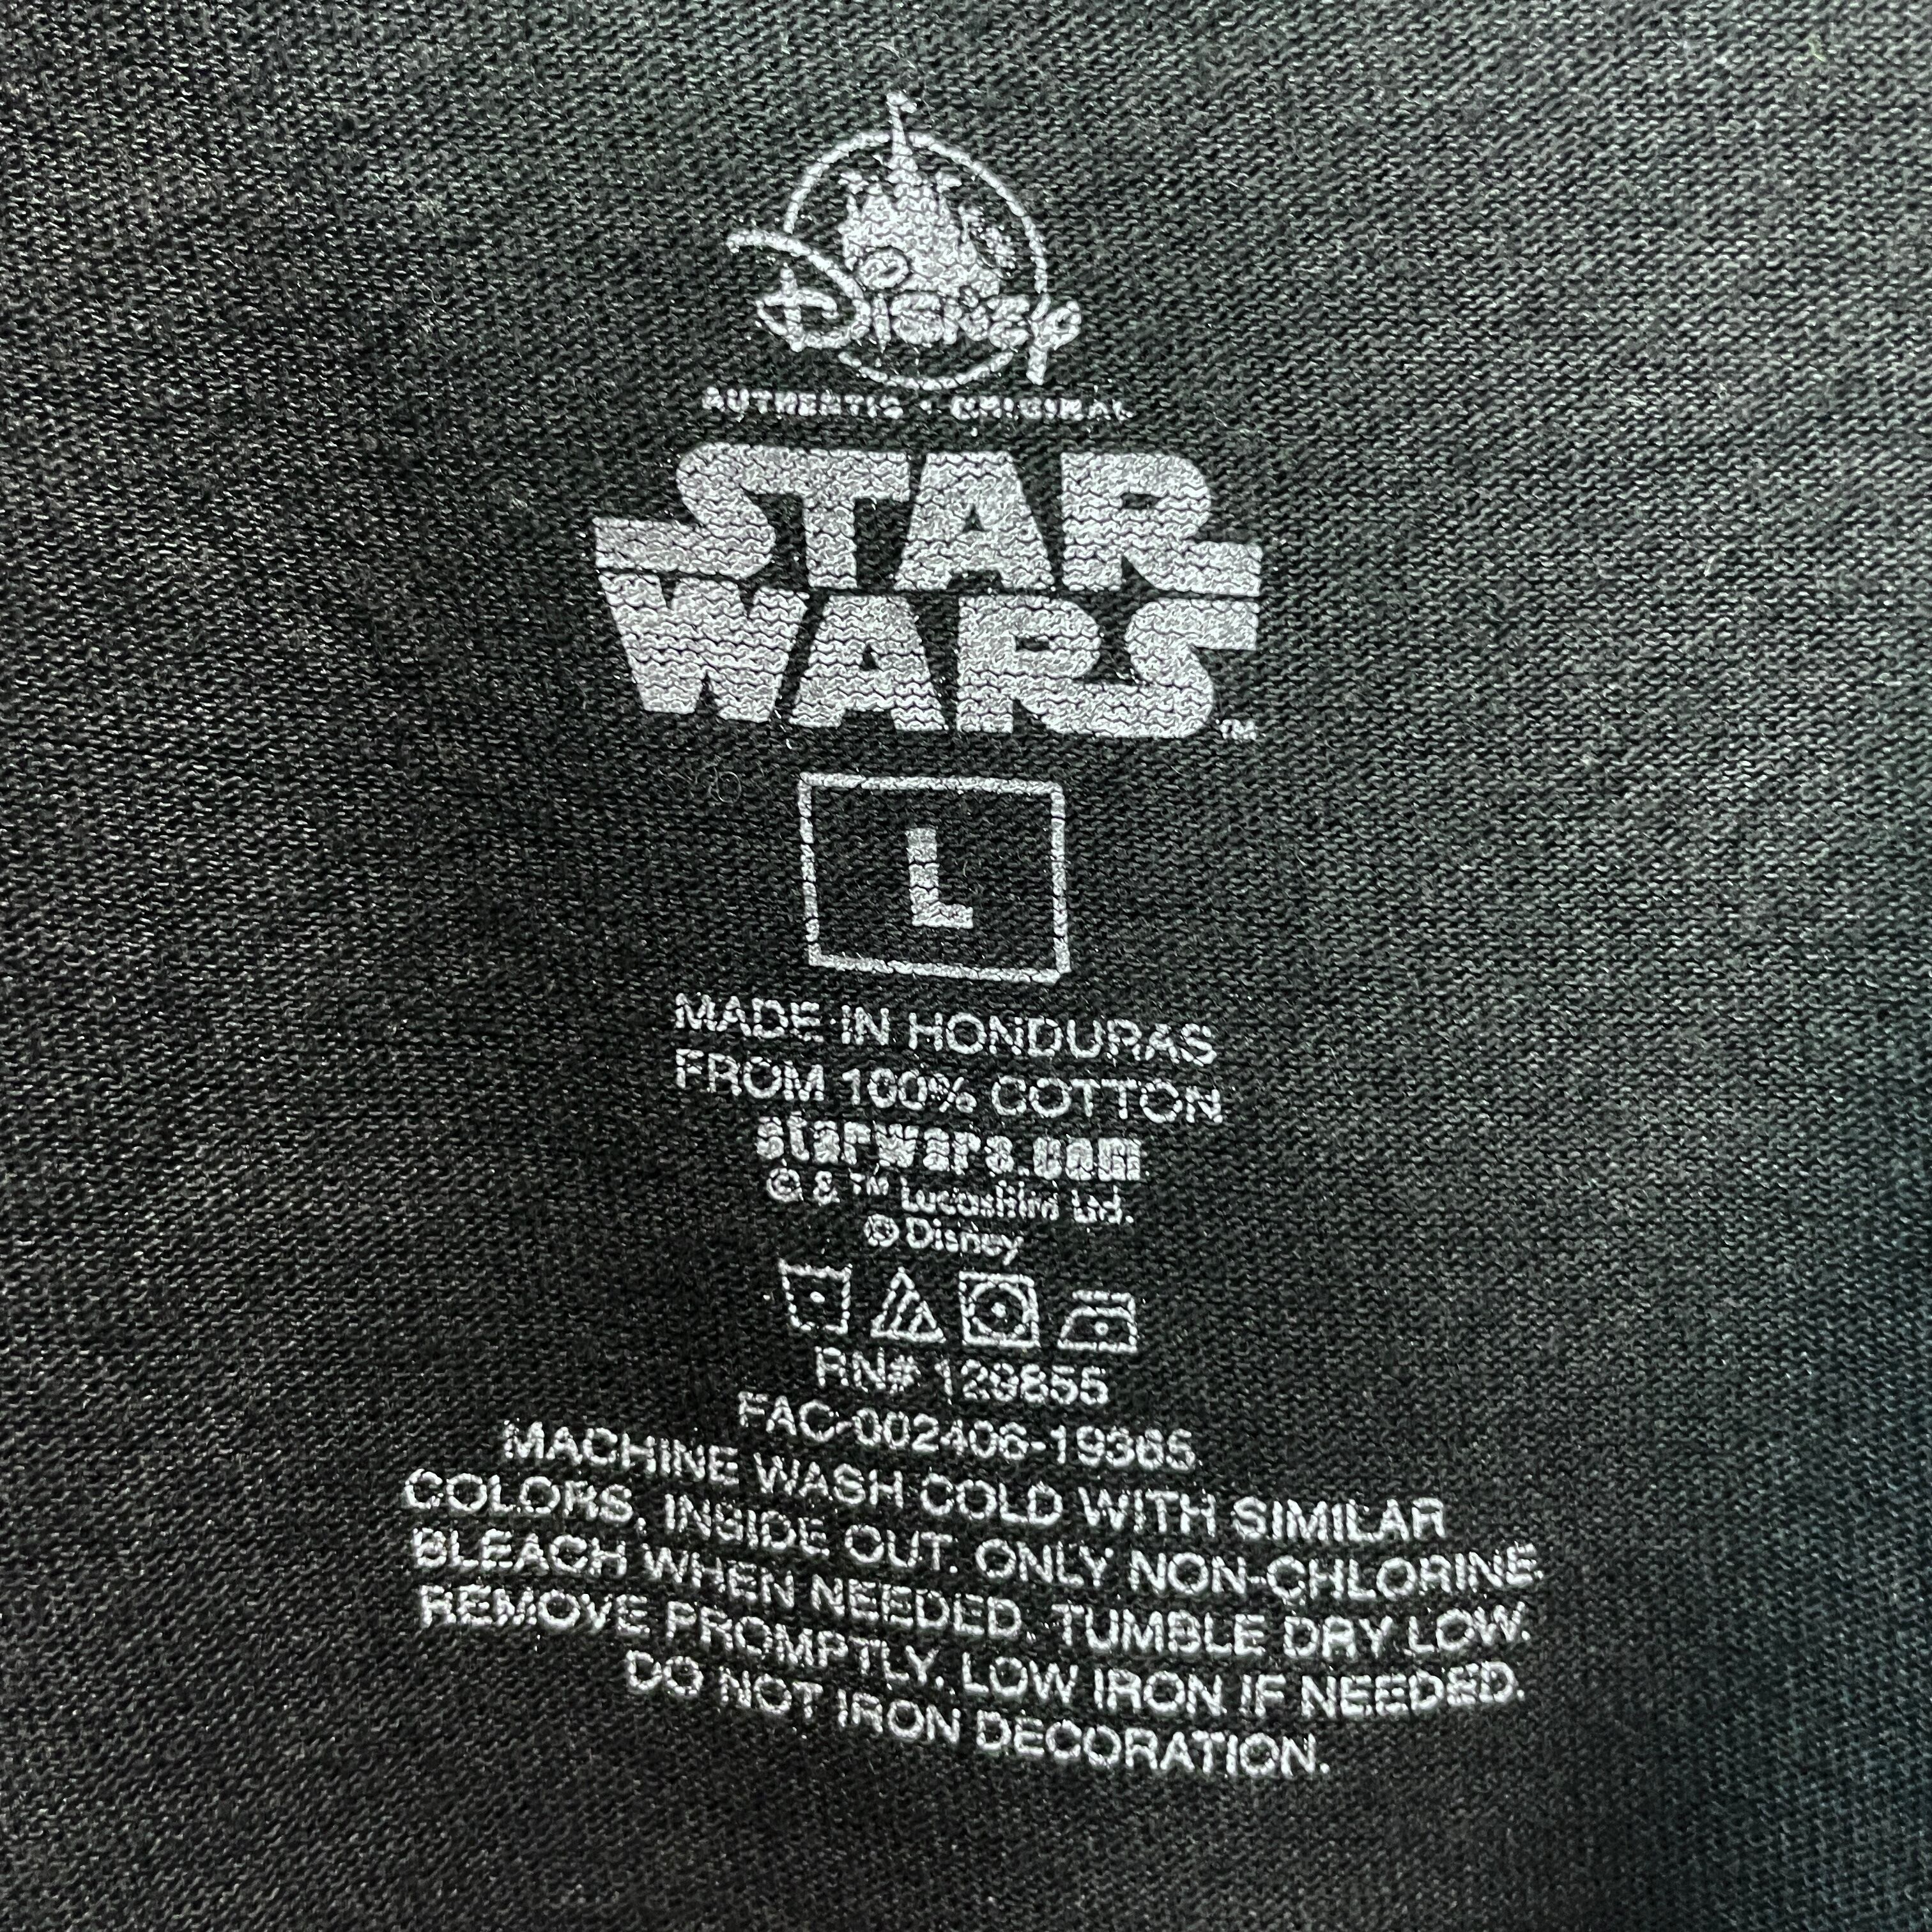 Disney
AUTHENTIC • ORIGINAL
STAR
WARS™
L
MADE IN HONDURAS
FROM 100% COTTON
starwars.com
© & ™ Lucasfilm Ltd.
© Disney
RN# 129855
FAC-002406-19365
MACHINE WASH COLD WITH SIMILAR
COLORS, INSIDE OUT. ONLY NON-CHLORINE
BLEACH WHEN NEEDED. TUMBLE DRY LOW.
REMOVE PROMPTLY. LOW IRON IF NEEDED.
DO NOT IRON DECORATION.